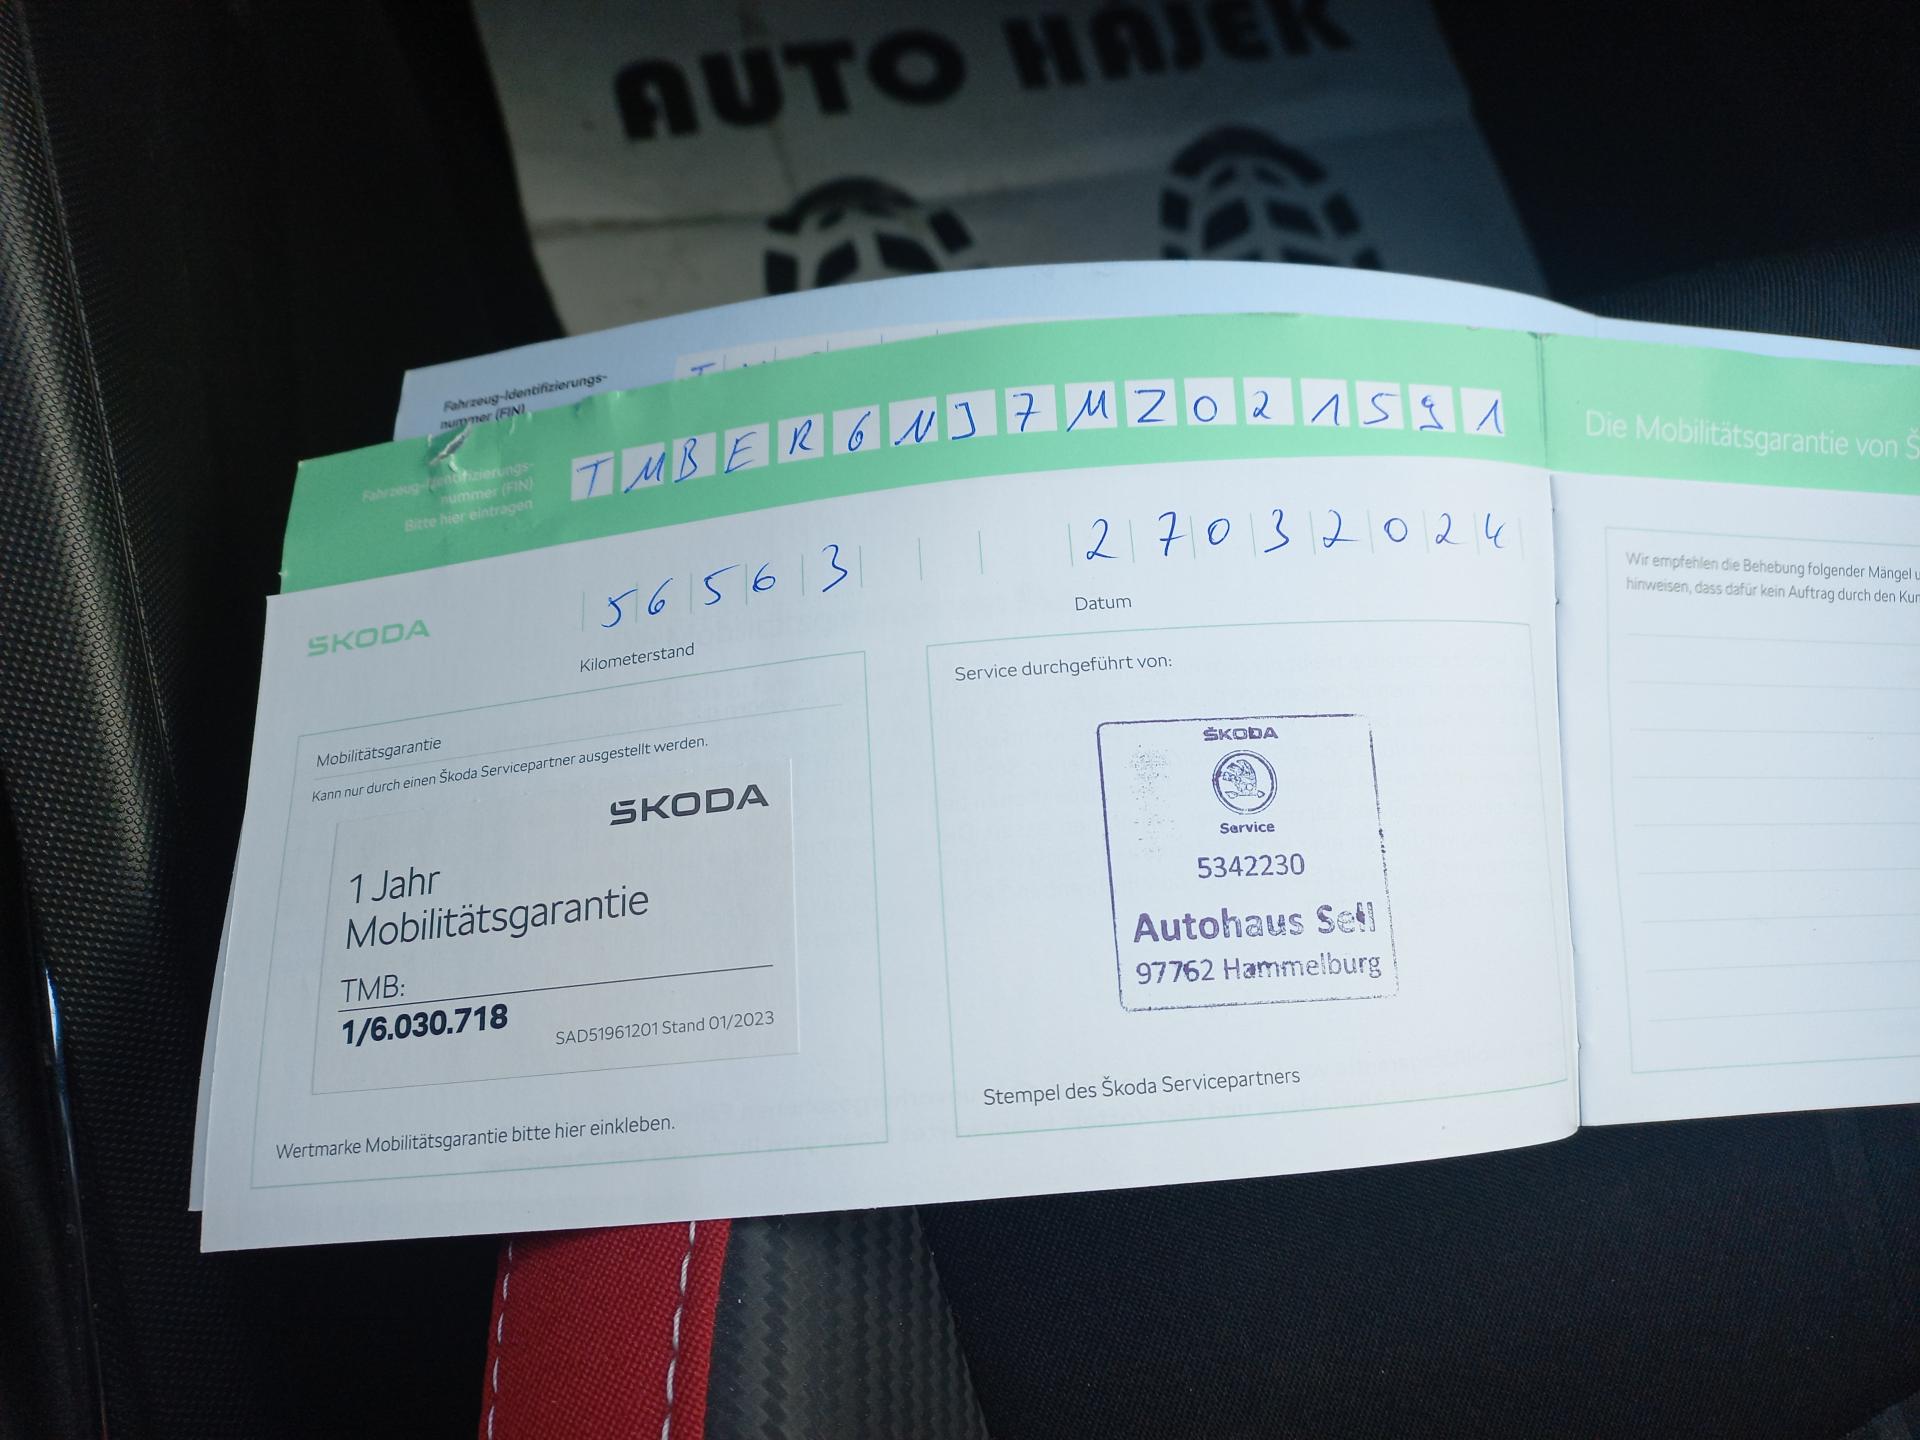 AUTO HAJEK
Fahrzeug-Identifizierungs-
nummer (FIN)
Fahrzeug-Identifizierungs-
nummer (FIN)
Bitte hier eintragen
TMBER6NJ7MZ021591
Die Mobilitätsgarantie von Š
ŠKODA
56563
Kilometerstand
27032024
Datum
Mobilitätsgarantie
Kann nur durch einen Škoda Servicepartner ausgestellt werden.
ŠKODA
1 Jahr
Mobilitätsgarantie
TMB:
1/6.030.718
SAD51961201 Stand 01/2023
Wertmarke Mobilitätsgarantie bitte hier einkleben.
Service durchgeführt von:
ŠKODA
Service
5342230
Autohaus Sell
97762 Hammelburg
Stempel des Škoda Servicepartners
Wir empfehlen die Behebung folgender Mängel
hinweisen, dass dafür kein Auftrag durch den